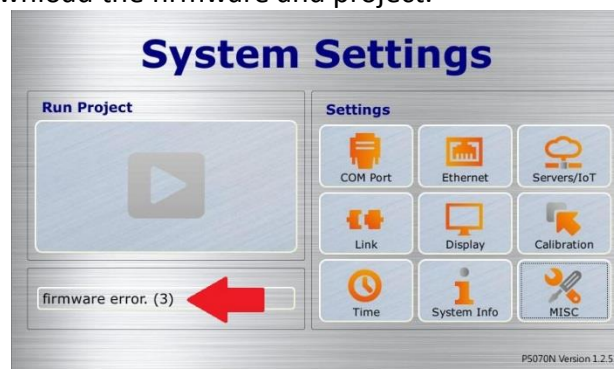 wnload the firmware and project.
System Settings
Run Project
Settings
COM Port
Ethernet
Servers/IoT
Link
Display
Calibration
firmware error. (3)
Time
System Info
MISC
PS070N Version 1.2.5